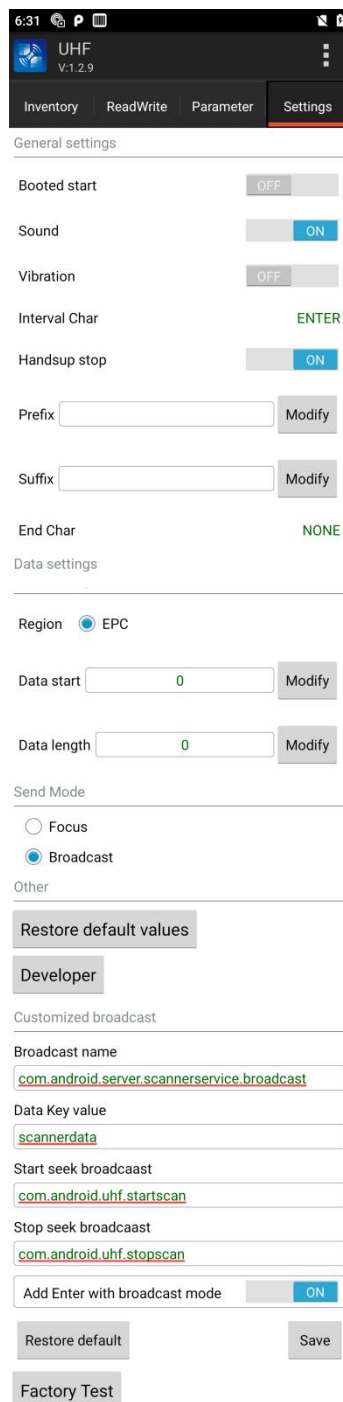 6:31
UHF
V:1.2.9
Inventory ReadWrite Parameter Settings
General settings
Booted start OFF
Sound ON
Vibration OFF
Interval Char ENTER
Handsup stop ON
Prefix Modify
Suffix Modify
End Char NONE
Data settings
Region EPC
Data start 0 Modify
Data length 0 Modify
Send Mode
Focus
Broadcast
Other
Restore default values
Developer
Customized broadcast
Broadcast name
com.android.server.scannerservice.broadcast
Data Key value
scannerdata
Start seek broadcaast
com.android.uhf.startscan
Stop seek broadcaast
com.android.uhf.stopscan
Add Enter with broadcast mode ON
Restore default Save
Factory Test